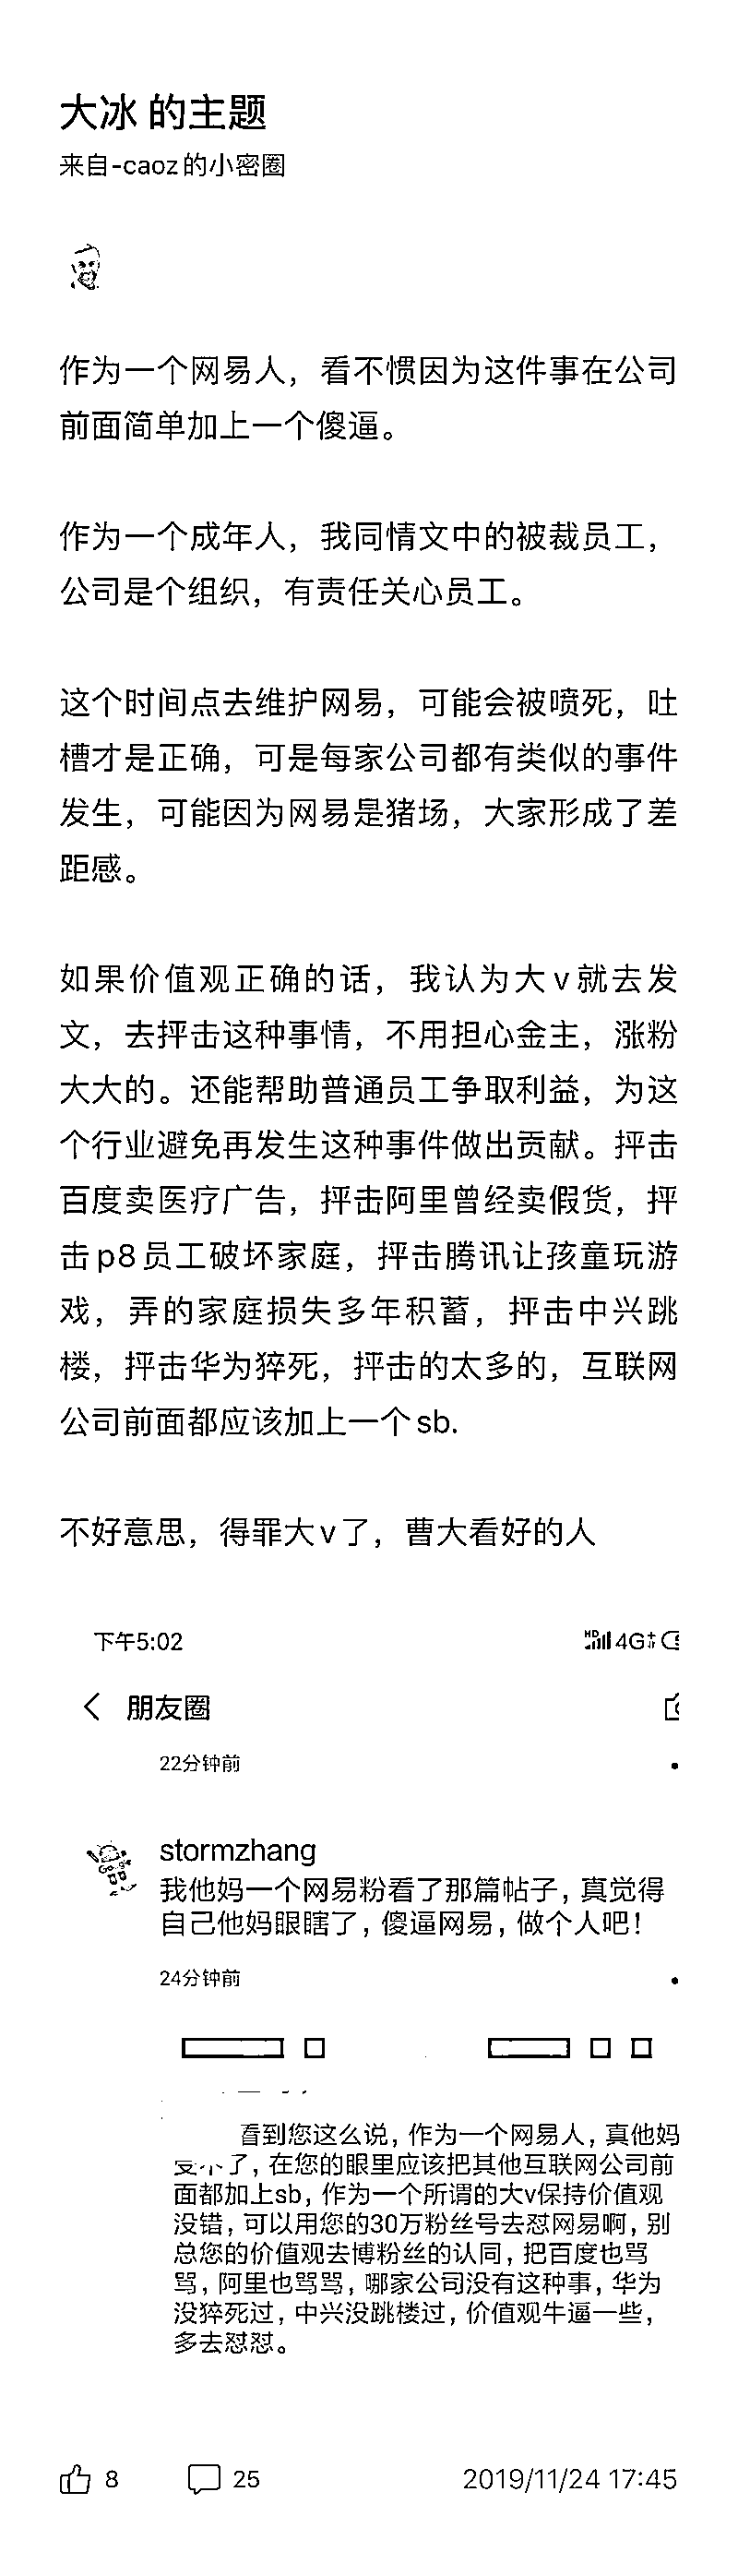 大冰 的主题
来自-caoz的小密圈
作为一个网易人，看不惯因为这件事在公司
前面简单加上一个傻逼。
作为一个成年人，我同情文中的被裁员工，
公司是个组织，有责任关心员工。
这个时间点去维护网易，可能会被喷死，吐
槽才是正确，可是每家公司都有类似的事件
发生，可能因为网易是猪场，大家形成了差
距感。
如果价值观正确的话，我认为大v就去发
文，去抨击这种事情，不用担心金主，涨粉
大大的。还能帮助普通员工争取利益，为这
个行业避免再发生这种事件做出贡献。抨击
百度卖医疗广告，抨击阿里曾经卖假货，抨
击p8员工破坏家庭，抨击腾讯让孩童玩游
戏，弄的家庭损失多年积蓄，抨击中兴跳
楼，抨击华为猝死，抨击的太多的，互联网
公司前面都应该加上一个sb.
不好意思，得罪大v了，曹大看好的人
下午5:02
HD 4G+
朋友圈
22分钟前
stormzhang
我他妈一个网易粉看了那篇帖子，真觉得
自己他妈眼瞎了，傻逼网易，做个人吧！
24分钟前
看到您这么说，作为一个网易人，真他妈
了，在您的眼里应该把其他互联网公司前
面都加上sb，作为一个所谓的大v保持价值观
没错，可以用您的30万粉丝号去怼网易啊，别
总您的价值观去博粉丝的认同，把百度也骂
骂，阿里也骂骂，哪家公司没有这种事，华为
没猝死过，中兴没跳楼过，价值观牛逼一些，
多去怼怼。
8
25
2019/11/24 17:45